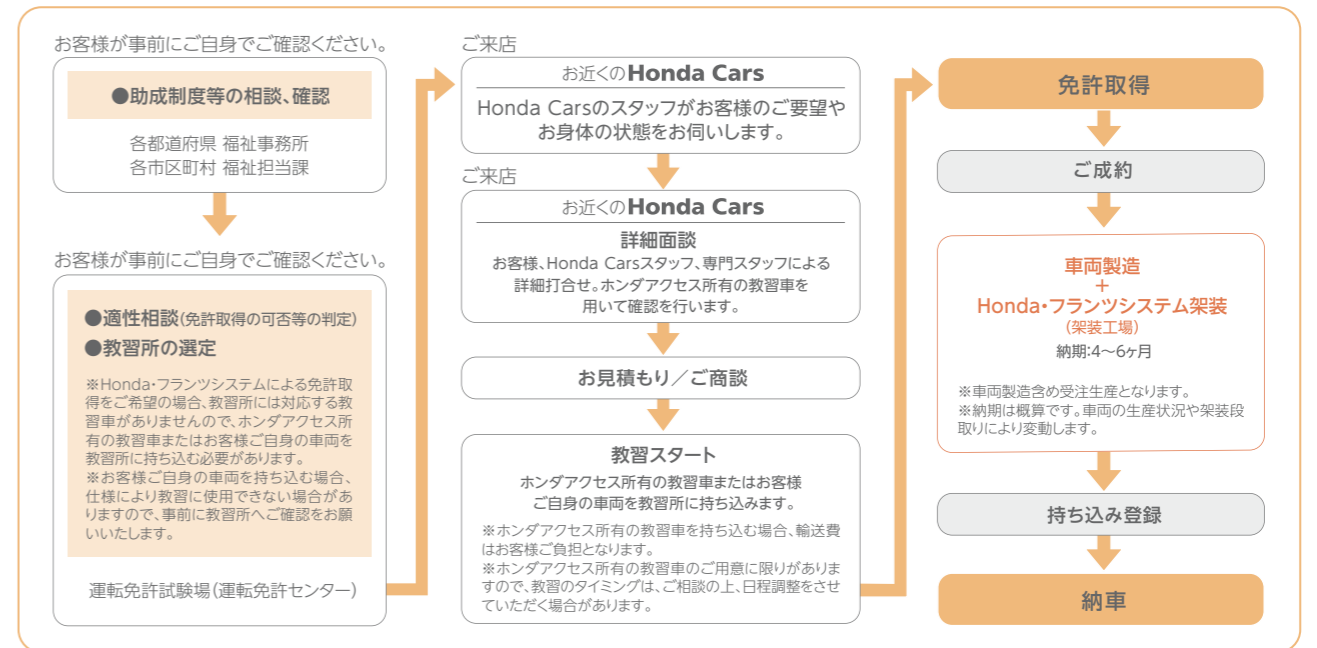 お客様が事前にご自身でご確認ください。
●助成制度等の相談、確認
各都道府県 福祉事務所
各市区町村 福祉担当課
お客様が事前にご自身でご確認ください。
●適性相談(免許取得の可否等の判定)
●教習所の選定
※Honda・フランツシステムによる免許取
得をご希望の場合、教習所には対応する教
習車がありませんので、ホンダアクセス所
有の教習車またはお客様ご自身の車両を
教習所に持ち込む必要があります。
※お客様ご自身の車両を持ち込む場合、
仕様により教習に使用できない場合があ
りますので、事前に教習所へご確認をお願
いいたします。
運転免許試験場(運転免許センター)
ご来店
お近くのHonda Cars
Honda Carsのスタッフがお客様のご要望や
お身体の状態をお伺いします。
ご来店
お近くのHonda Cars
詳細面談
お客様、Honda Carsスタッフ、専門スタッフによる
詳細打合せ。ホンダアクセス所有の教習車を
用いて確認を行います。
お見積もり／ご商談
教習スタート
ホンダアクセス所有の教習車またはお客様
ご自身の車両を教習所に持ち込みます。
※ホンダアクセス所有の教習車を持ち込む場合、輸送費
はお客様ご負担となります。
※ホンダアクセス所有の教習車のご用意に限りがありま
すので、教習のタイミングは、ご相談の上、日程調整をさせ
ていただく場合があります。
免許取得
ご成約
車両製造
+
Honda・フランツシステム架装
(架装工場)
納期:4〜6ヶ月
※車両製造含め受注生産となります。
※納期は概算です。車両の生産状況や架装段
取りにより変動します。
持ち込み登録
納車